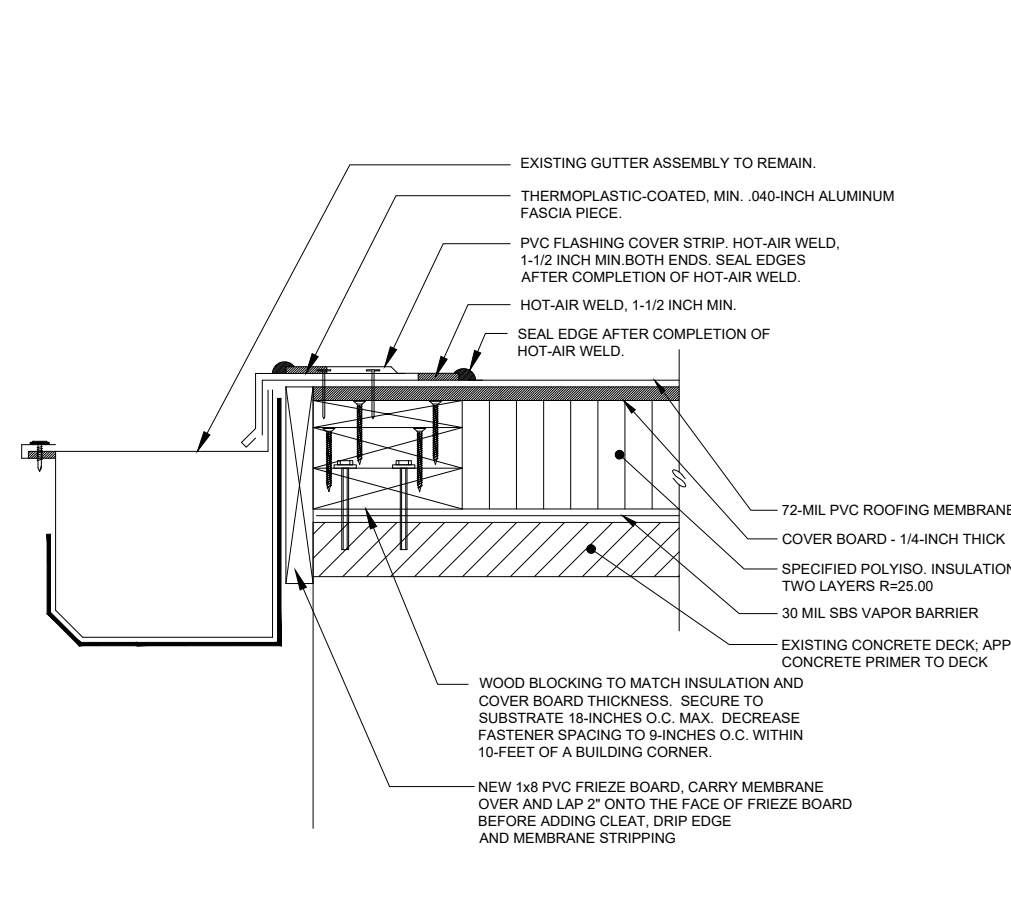 EXISTING GUTTER ASSEMBLY TO REMAIN.
THERMOPLASTIC-COATED, MIN. .040-INCH ALUMINUM
FASCIA PIECE.
PVC FLASHING COVER STRIP. HOT-AIR WELD,
1-1/2 INCH MIN.BOTH ENDS. SEAL EDGES
AFTER COMPLETION OF HOT-AIR WELD.
HOT-AIR WELD, 1-1/2 INCH MIN.
SEAL EDGE AFTER COMPLETION OF
HOT-AIR WELD.
72-MIL PVC ROOFING MEMBRANE
COVER BOARD - 1/4-INCH THICK
SPECIFIED POLYISO. INSULATION
TWO LAYERS R=25.00
30 MIL SBS VAPOR BARRIER
EXISTING CONCRETE DECK; APP
CONCRETE PRIMER TO DECK
WOOD BLOCKING TO MATCH INSULATION AND
COVER BOARD THICKNESS. SECURE TO
SUBSTRATE 18-INCHES O.C. MAX. DECREASE
FASTENER SPACING TO 9-INCHES O.C. WITHIN
10-FEET OF A BUILDING CORNER.
NEW 1x8 PVC FRIEZE BOARD, CARRY MEMBRANE
OVER AND LAP 2" ONTO THE FACE OF FRIEZE BOARD
BEFORE ADDING CLEAT, DRIP EDGE
AND MEMBRANE STRIPPING